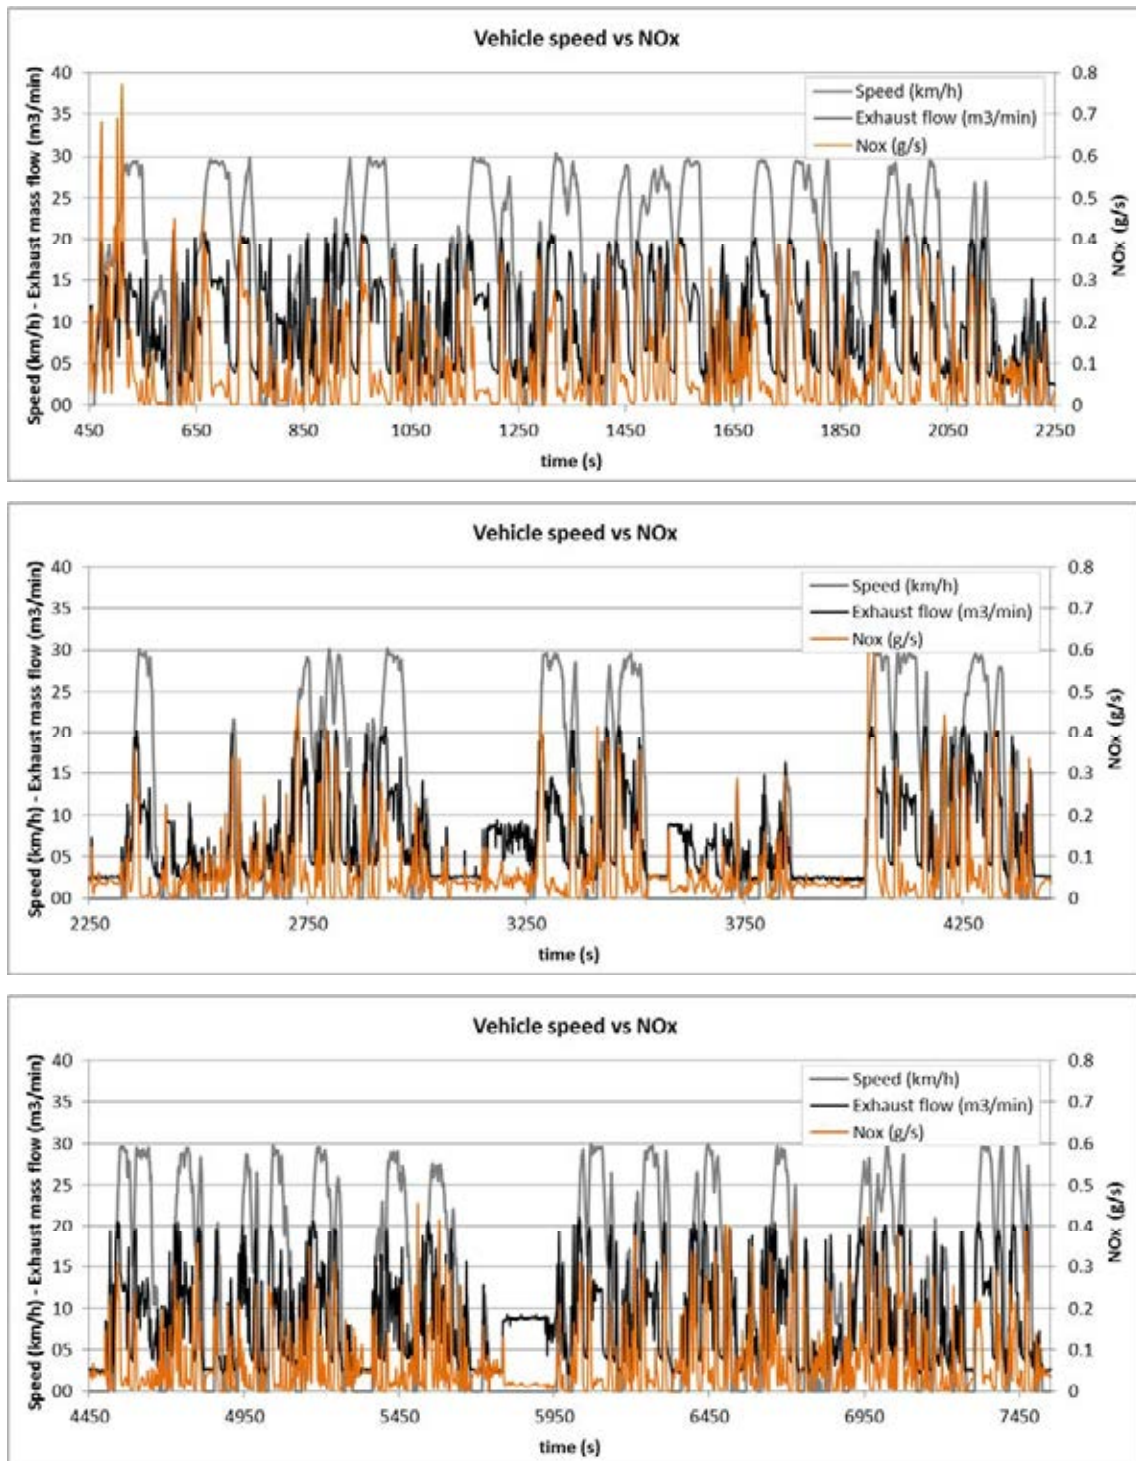 Vehicle speed vs NOx
Speed (km/h) - Exhaust mass flow (m3/min)
40
35
30
25
20
15
10
05
00
Speed (km/h)
Exhaust flow (m3/min)
Nox (g/s)
0.8
0.7
0.6
0.5
0.4
0.3
0.2
0.1
0
NOx (g/s)
450 650 850 1050 1250 1450 1650 1850 2050 2250
time (s)
Vehicle speed vs NOx
Speed (km/h) - Exhaust mass flow (m3/min)
40
35
30
25
20
15
10
05
00
Speed (km/h)
Exhaust flow (m3/min)
Nox (g/s)
0.8
0.7
0.6
0.5
0.4
0.3
0.2
0.1
0
NOx (g/s)
2250 2750 3250 3750 4250
time (s)
Vehicle speed vs NOx
Speed (km/h) - Exhaust mass flow (m3/min)
40
35
30
25
20
15
10
05
00
Speed (km/h)
Exhaust flow (m3/min)
Nox (g/s)
0.8
0.7
0.6
0.5
0.4
0.3
0.2
0.1
0
NOx (g/s)
4450 4950 5450 5950 6450 6950 7450
time (s)